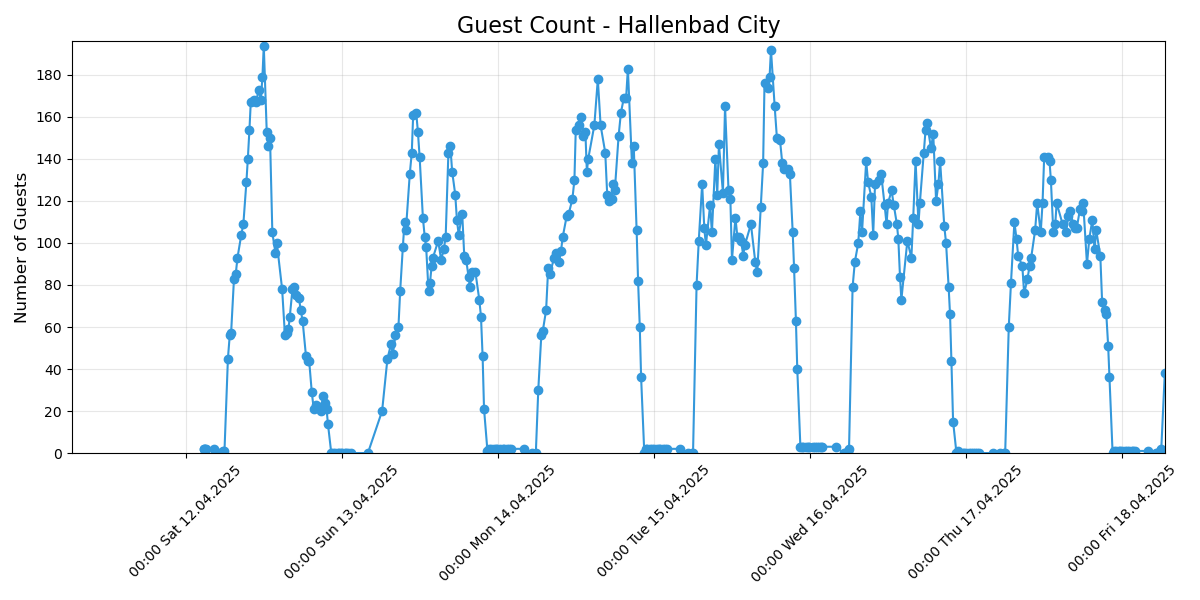 Guest Count - Hallenbad City
Number of Guests
180
160
140
120
100
80
60
40
20
0
00:00 Sat 12.04.2025
00:00 Sun 13.04.2025
00:00 Mon 14.04.2025
00:00 Tue 15.04.2025
00:00 Wed 16.04.2025
00:00 Thu 17.04.2025
00:00 Fri 18.04.2025